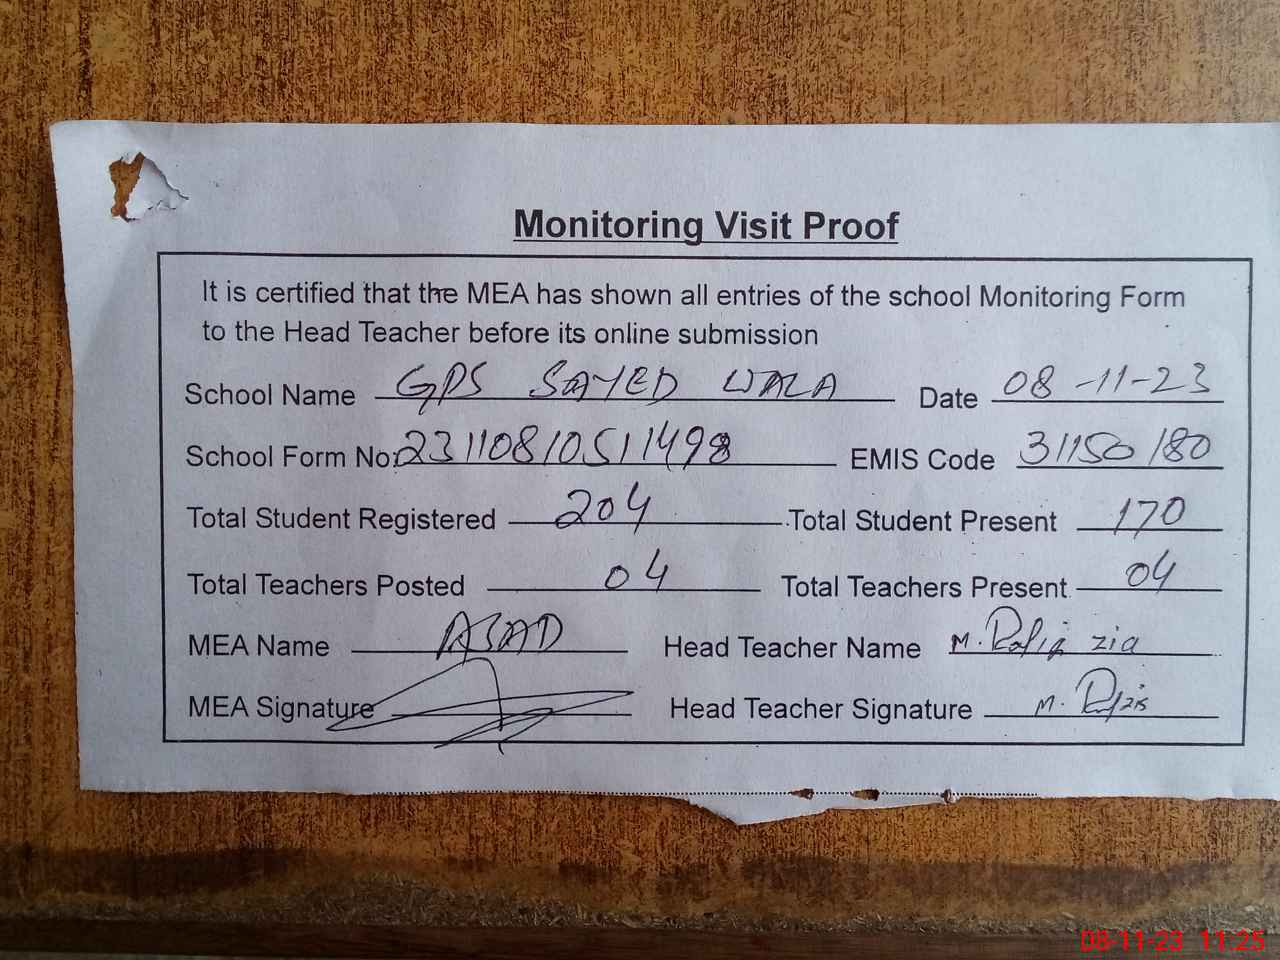 Monitoring Visit Proof
It is certified that the MEA has shown all entries of the school Monitoring Form
to the Head Teacher before its online submission
School Name GPS SAYED WALA Date 08-11-23
School Form No: 23110810511498 EMIS Code 31150180
Total Student Registered 204 Total Student Present 170
Total Teachers Posted 04 Total Teachers Present 04
MEA Name ASAD Head Teacher Name M. Rafiq zia
MEA Signature Head Teacher Signature M.
08-11-23 11:25